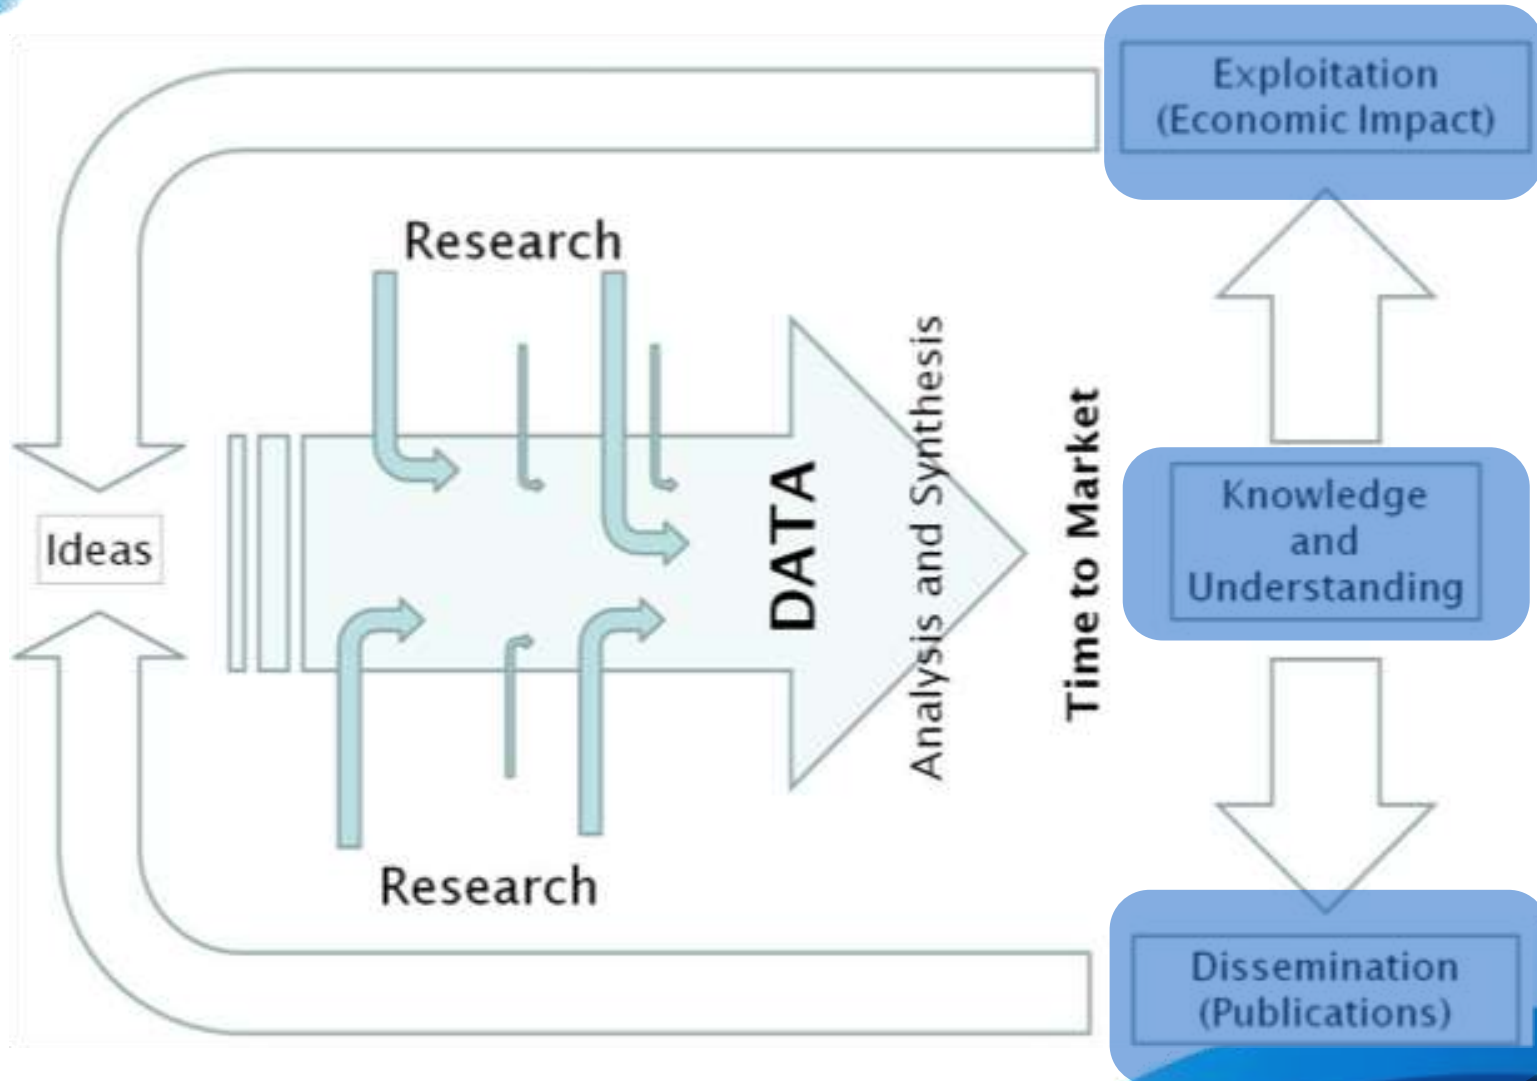 Exploitation
(Economic Impact)
Research
Ideas
DATA
Analysis and Synthesis
Time to Market
Knowledge
and
Understanding
Research
Dissemination
(Publications)